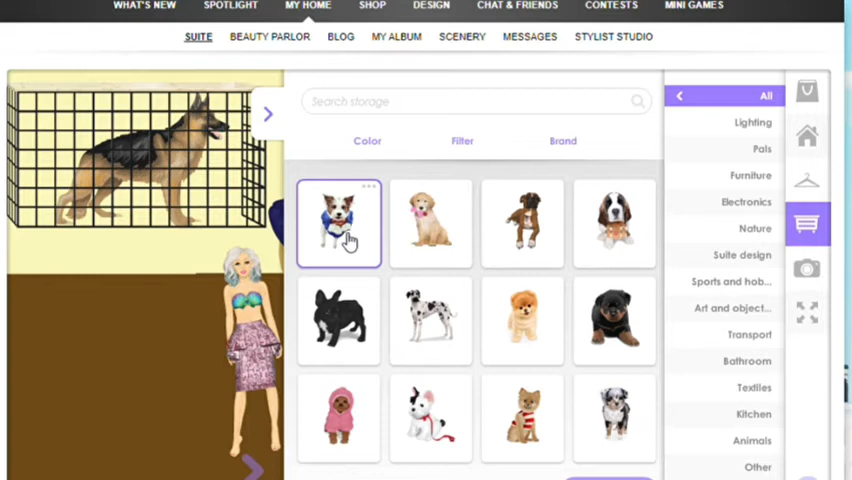 WHAT'S NEW SPOTLIGHT MY HOME SHOP DESIGN CHAT & FRIENDS CONTESTS MINI GAMES
SUITE BEAUTY PARLOR BLOG MY ALBUM SCENERY MESSAGES STYLIST STUDIO
Search storage
Color Filter Brand
All
Lighting
Pals
Furniture
Electronics
Nature
Suite design
Sports and hob...
Art and object...
Transport
Bathroom
Textiles
Kitchen
Animals
Other